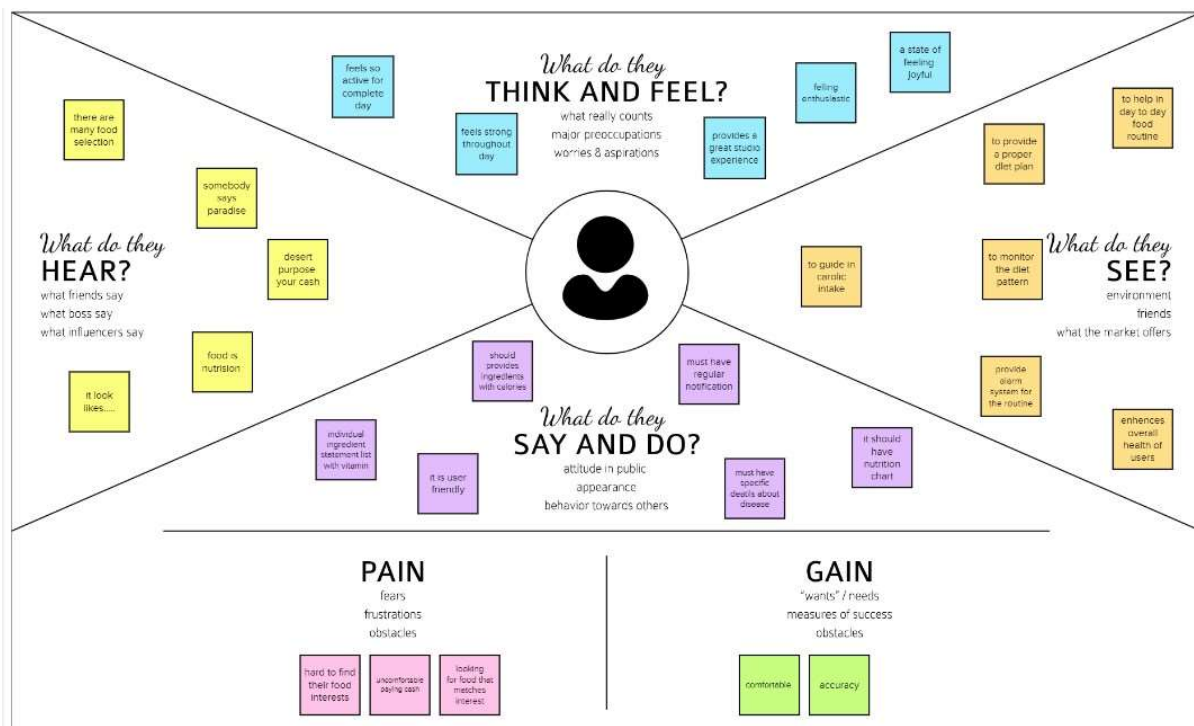 What do they
THINK AND FEEL?
what really counts
major preoccupations
worries & aspirations
feels so
active for
complete
day
feels strong
throughout
day
provides a
great studio
experience
felling
enthusiastic
a state of
feeling
joyful
What do they
HEAR?
what friends say
what boss say
what influencers say
there are
many food
selection
somebody
says
paradise
desert
purpose
your cash
food is
nutrision
it look
likes.....
What do they
SEE?
environment
friends
what the market offers
to help in
day to day
food
routine
to provide
a proper
diet plan
to monitor
the diet
pattern
to guide in
carolic
intake
provide
alarm
system for
the routine
enhences
overall
health of
users
What do they
SAY AND DO?
attitude in public
appearance
behavior towards others
should
provides
ingredients
with calories
must have
regular
notification
individual
ingredient
statement list
with vitamin
it is user
friendly
must have
specific
deatils about
disease
it should
have
nutrition
chart
PAIN
fears
frustrations
obstacles
hard to find
their food
interests
uncomfortable
paying cash
looking
for food that
matches
interest
GAIN
"wants" / needs
measures of success
obstacles
comfortable
accuracy